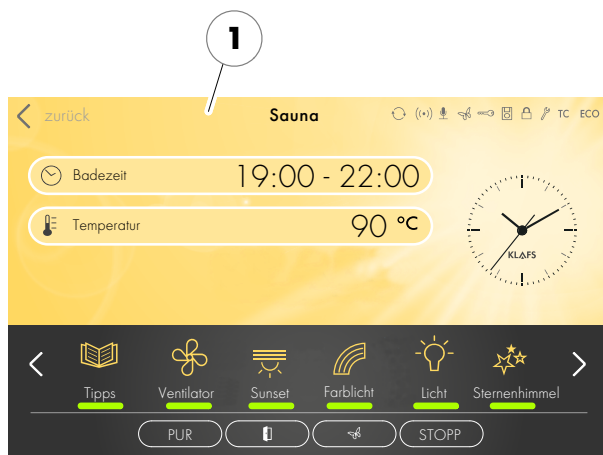 1
zurück Sauna TC ECO
Badezeit 19:00 - 22:00
Temperatur 90 °C
KLAFS
Tipps Ventilator Sunset Farblicht Licht Sternenhimmel
PUR STOPP